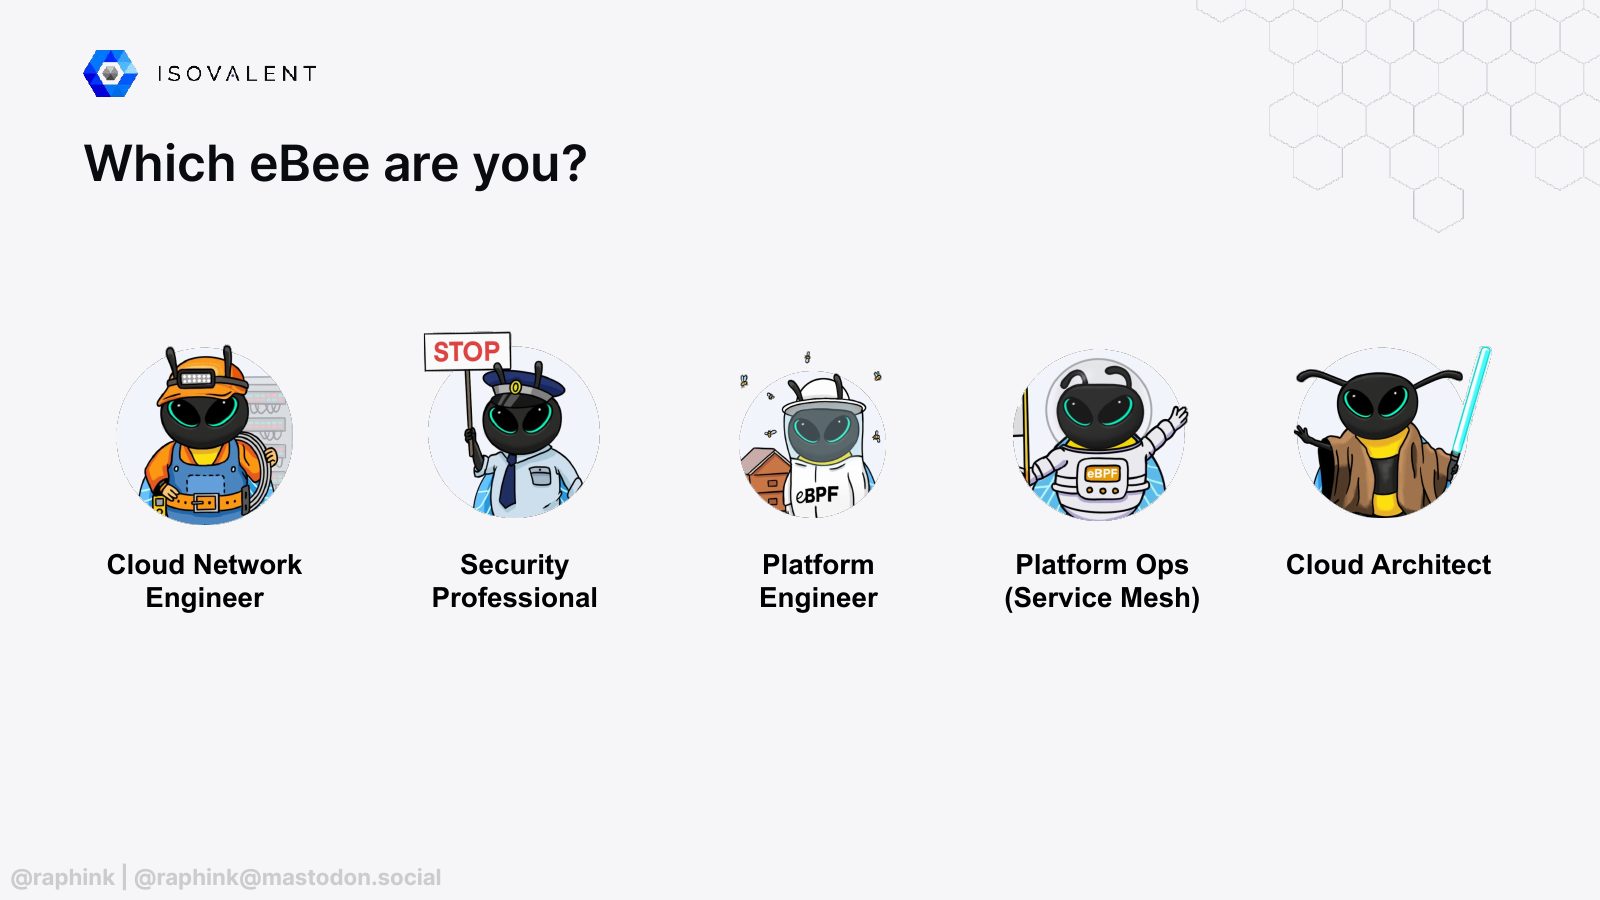 ISOVALENT
Which eBee are you?
STOP
eBPF
eBPF
Cloud Network
Engineer
Security
Professional
Platform
Engineer
Platform Ops
(Service Mesh)
Cloud Architect
@raphink | @raphink@mastodon.social